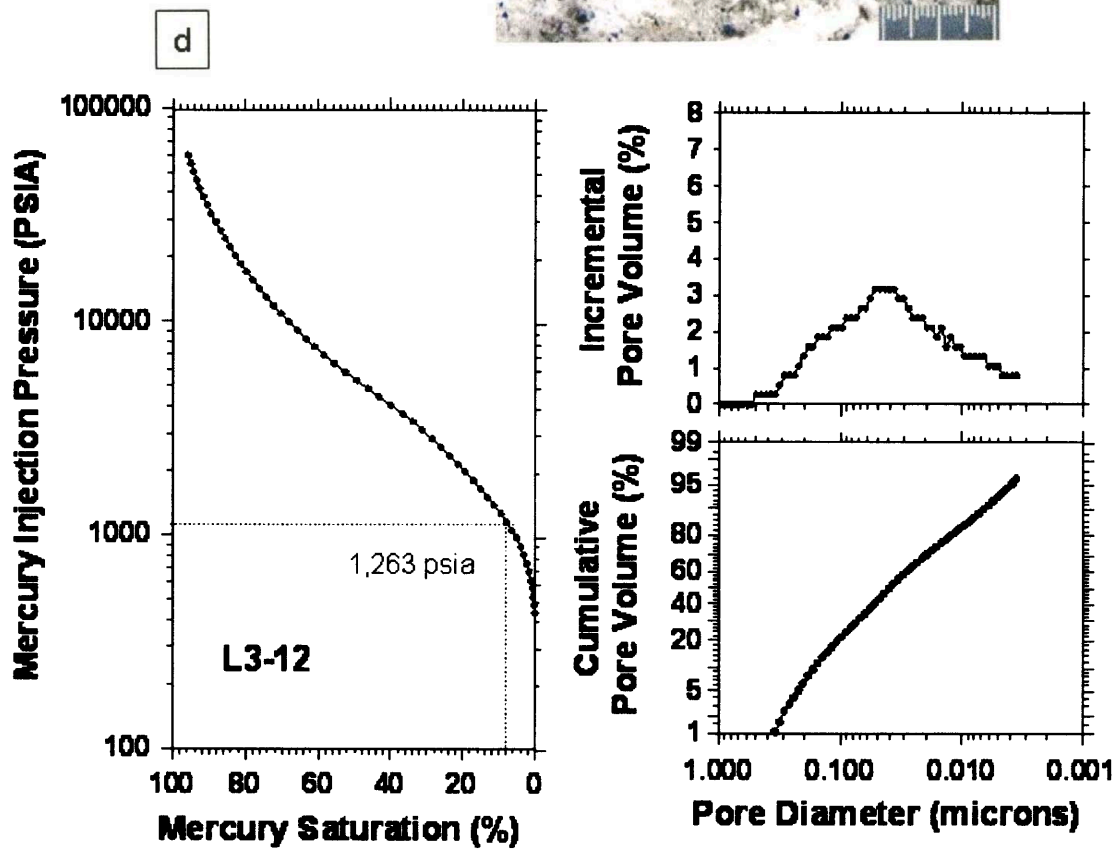 d
Mercury Injection Pressure (PSIA)
100000
10000
1000
100
1,263 psia
L3-12
100 80 60 40 20 0
Mercury Saturation (%)
Incremental
Pore Volume (%)
8
7
6
5
4
3
2
1
0
Cumulative
Pore Volume (%)
99
95
80
60
40
20
5
1
1.000 0.100 0.010 0.001
Pore Diameter (microns)